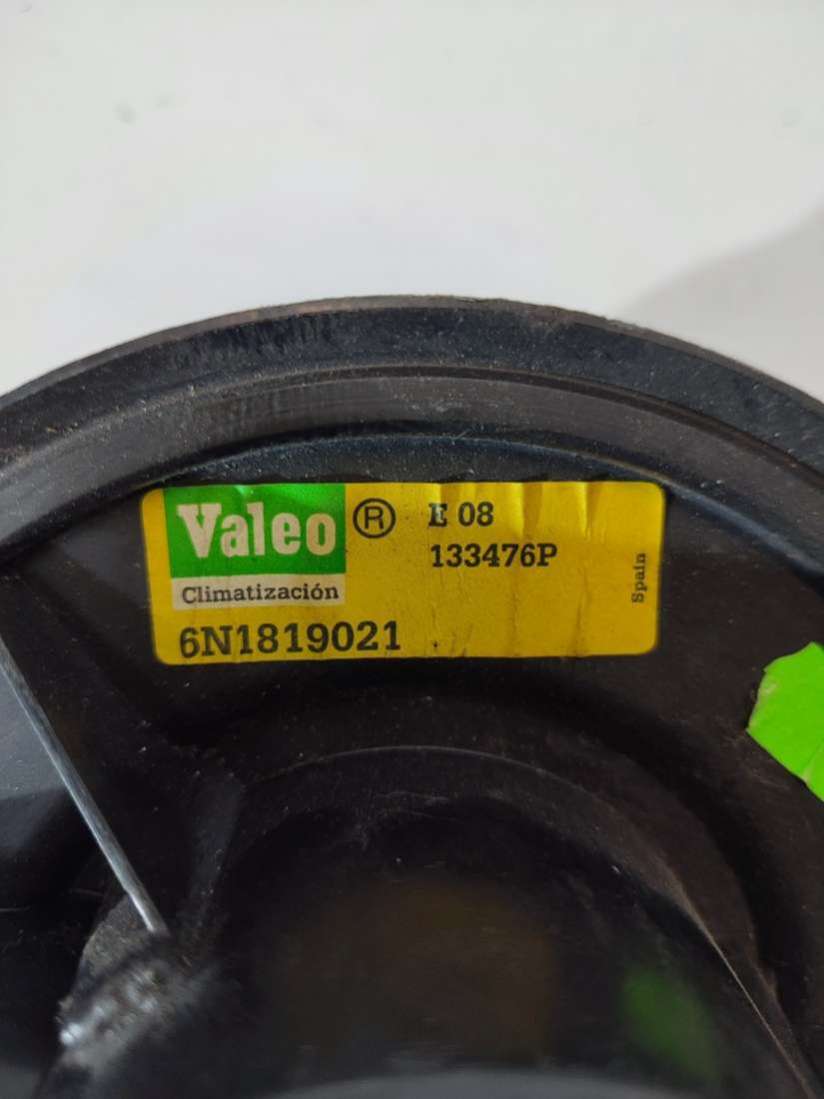 Valeo ® E 08
133476P
Climatización
6N1819021
Spain